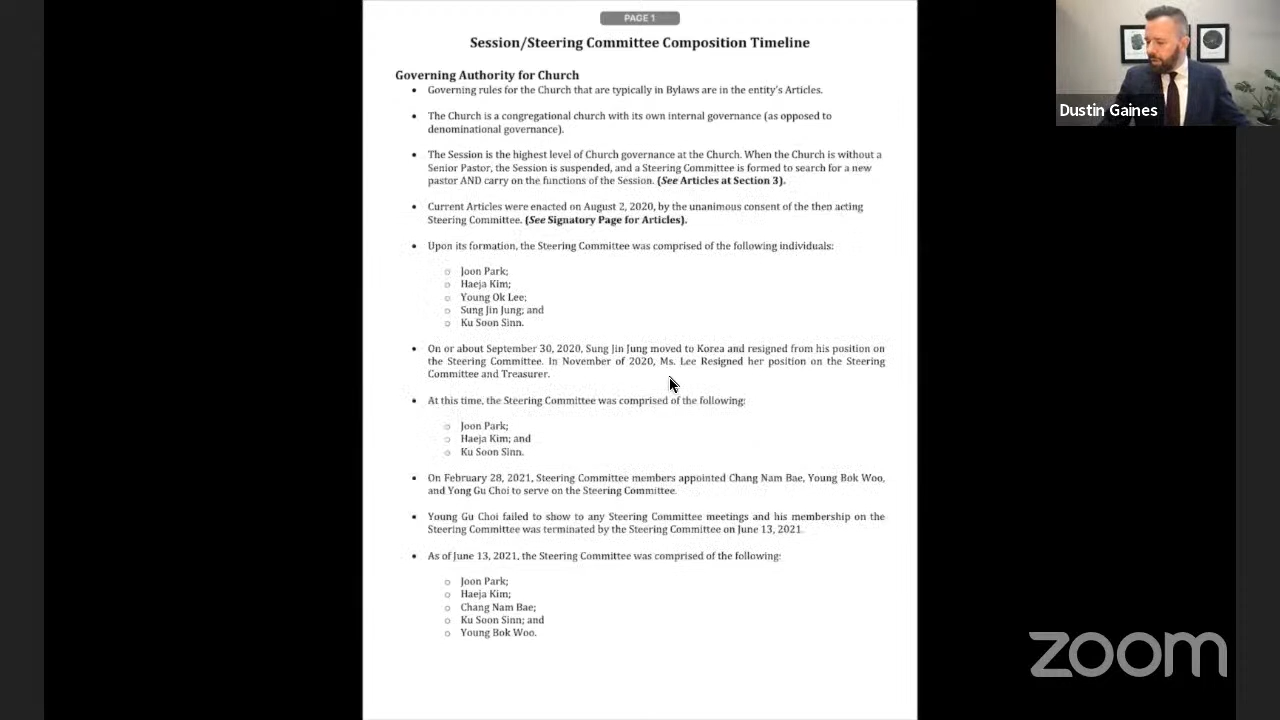 PAGE 1
Session/Steering Committee Composition Timeline
Governing Authority for Church
• Governing rules for the Church that are typically in Bylaws are in the entity's Articles.
• The Church is a congregational church with its own internal governance (as opposed to
denominational governance).
• The Session is the highest level of Church governance at the Church. When the Church is without a
Senior Pastor, the Session is suspended, and a Steering Committee is formed to search for a new
pastor AND carry on the functions of the Session. (See Articles at Section 3).
• Current Articles were enacted on August 2, 2020, by the unanimous consent of the then acting
Steering Committee. (See Signatory Page for Articles).
• Upon its formation, the Steering Committee was comprised of the following individuals:
o Joon Park;
o Haeja Kim;
o Young Ok Lee;
o Sung Jin Jung; and
o Ku Soon Sinn.
• On or about September 30, 2020, Sung Jin Jung moved to Korea and resigned from his position on
the Steering Committee. In November of 2020, Ms. Lee Resigned her position on the Steering
Committee and Treasurer.
• At this time, the Steering Committee was comprised of the following:
o Joon Park;
o Haeja Kim; and
o Ku Soon Sinn.
• On February 28, 2021, Steering Committee members appointed Chang Nam Bae, Young Bok Woo,
and Yong Gu Choi to serve on the Steering Committee.
• Young Gu Choi failed to show to any Steering Committee meetings and his membership on the
Steering Committee was terminated by the Steering Committee on June 13, 2021.
• As of June 13, 2021, the Steering Committee was comprised of the following:
o Joon Park;
o Haeja Kim;
o Chang Nam Bae;
o Ku Soon Sinn; and
o Young Bok Woo.
Dustin Gaines
zoom